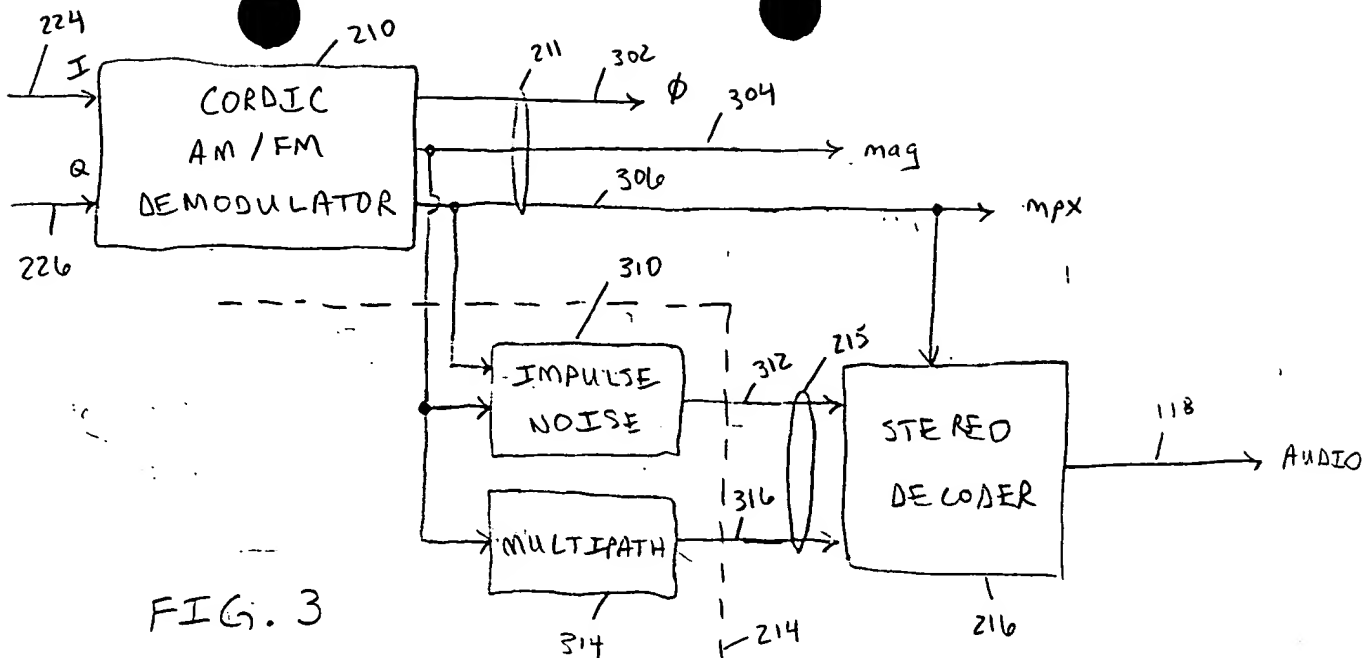 224
I
210
211
302
φ
CORDIC
AM/FM
DEMODULATOR
304
mag
Q
306
mpx
226
310
IMPULSE
NOISE
312
215
STEREO
DECODER
118
AUDIO
MULTIPATH
316
FIG. 3
314
214
216